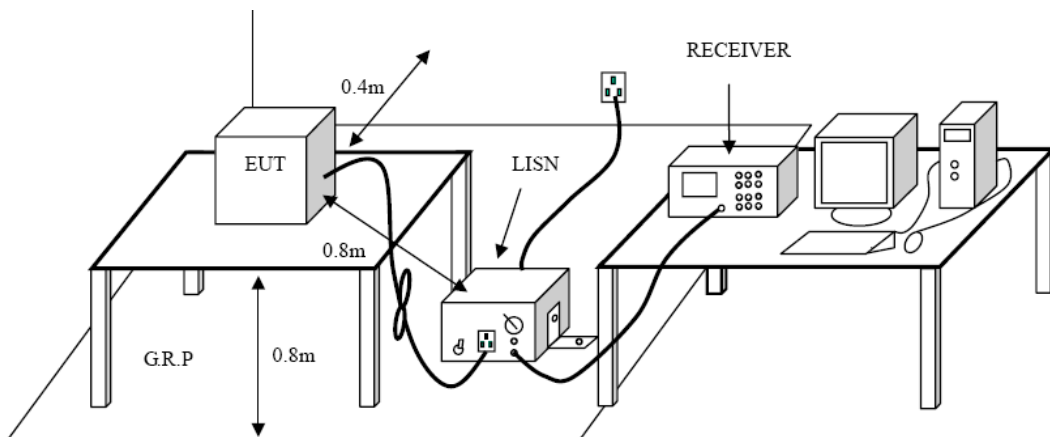 RECEIVER
0.4m
EUT
LISN
0.8m
G.R.P
0.8m